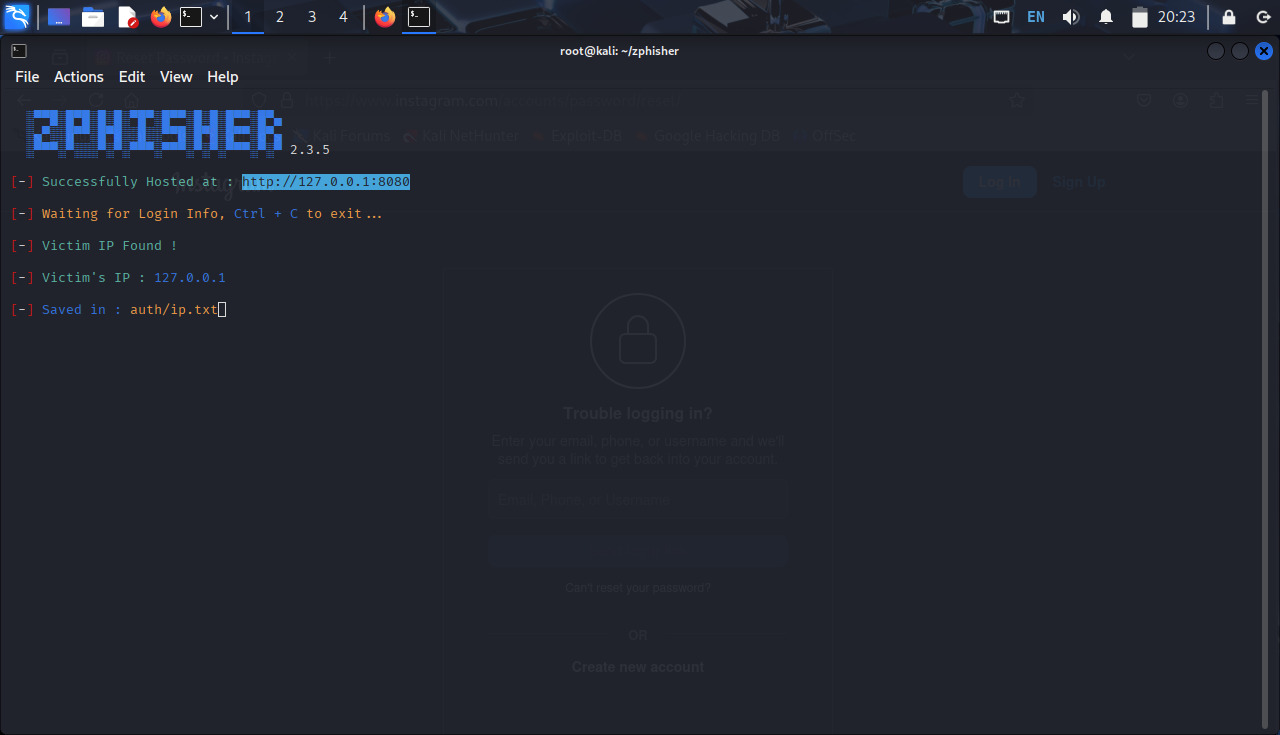 1 2 3 4 EN 20:23
root@kali: ~/zphisher
File Actions Edit View Help
instagram.com
Kali Forums Kali NetHunter Exploit-DB Google Hacking DB OffSec
ZPHISHER 2.3.5
[-] Successfully Hosted at : http://127.0.0.1:8080
Instagram Log In Sign Up
[-] Waiting for Login Info, Ctrl + C to exit...
[-] Victim IP Found !
[-] Victim's IP : 127.0.0.1
[-] Saved in : auth/ip.txt
Trouble logging in?
Enter your email, phone, or username and we'll
send you a link to get back into your account.
Email, Phone, or Username
Can't reset your password?
OR
Create new account